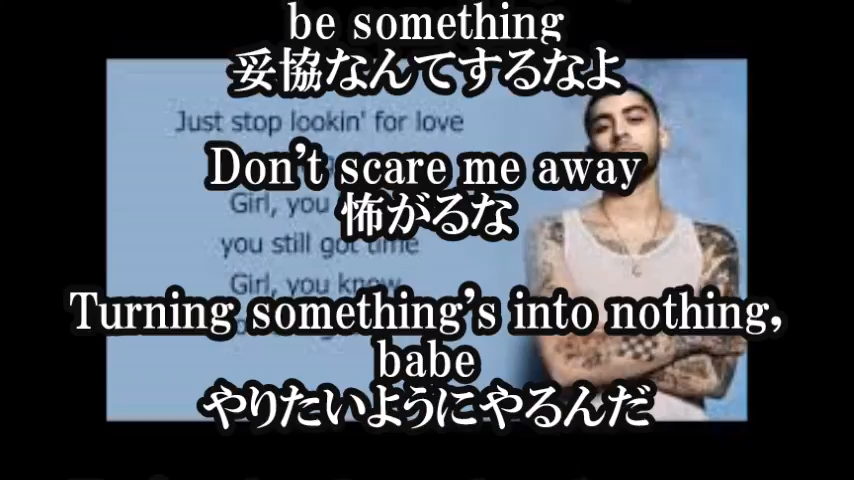 be something
妥協なんてするなよ
Just stop lookin' for love
Don't scare me away
Girl, you
怖がるな
you still got time
Girl, you know
Turning something's into nothing,
babe
やりたいようにやるんだ